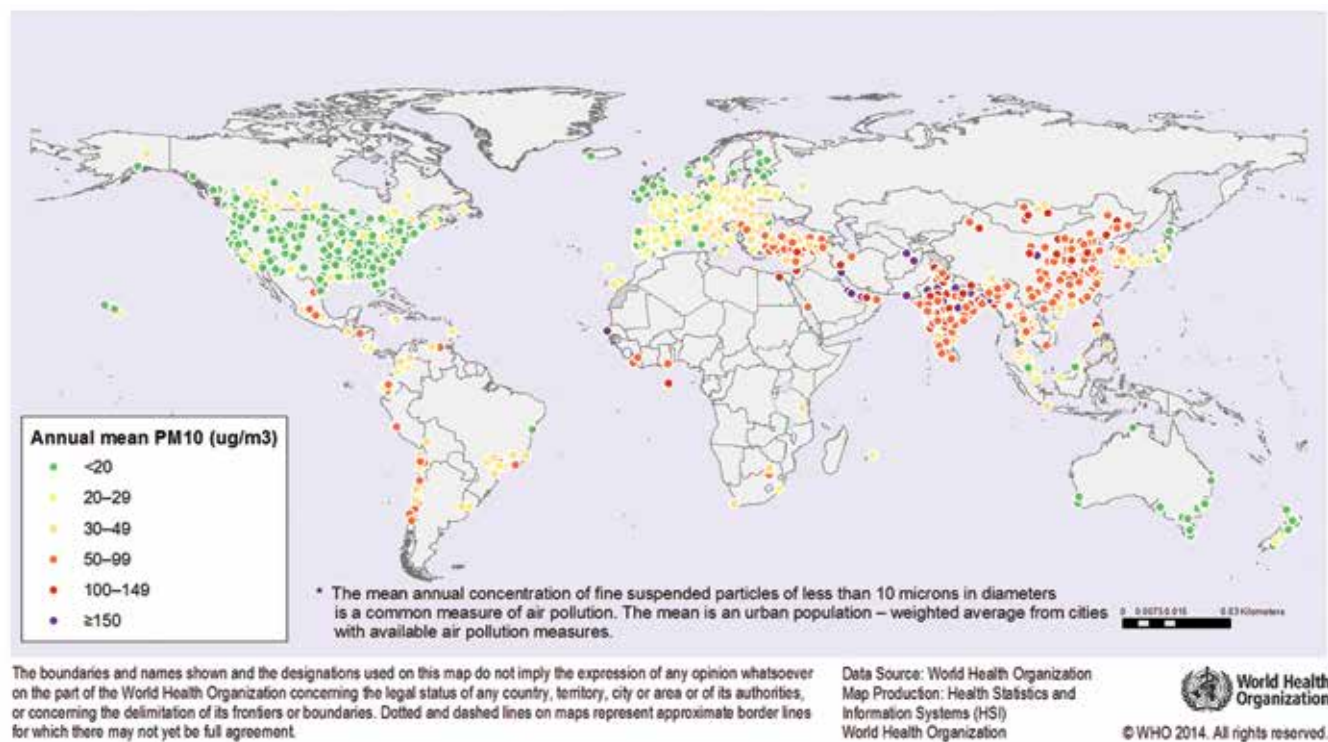 Annual mean PM10 (ug/m3)
<20
20–29
30–49
50–99
100–149
≥150
* The mean annual concentration of fine suspended particles of less than 10 microns in diameters
is a common measure of air pollution. The mean is an urban population – weighted average from cities
with available air pollution measures.
0 0.0075 0.015 0.03 Kilometers
The boundaries and names shown and the designations used on this map do not imply the expression of any opinion whatsoever
on the part of the World Health Organization concerning the legal status of any country, territory, city or area or of its authorities,
or concerning the delimitation of its frontiers or boundaries. Dotted and dashed lines on maps represent approximate border lines
for which there may not yet be full agreement.
Data Source: World Health Organization
Map Production: Health Statistics and
Information Systems (HSI)
World Health Organization
World Health
Organization
© WHO 2014. All rights reserved.